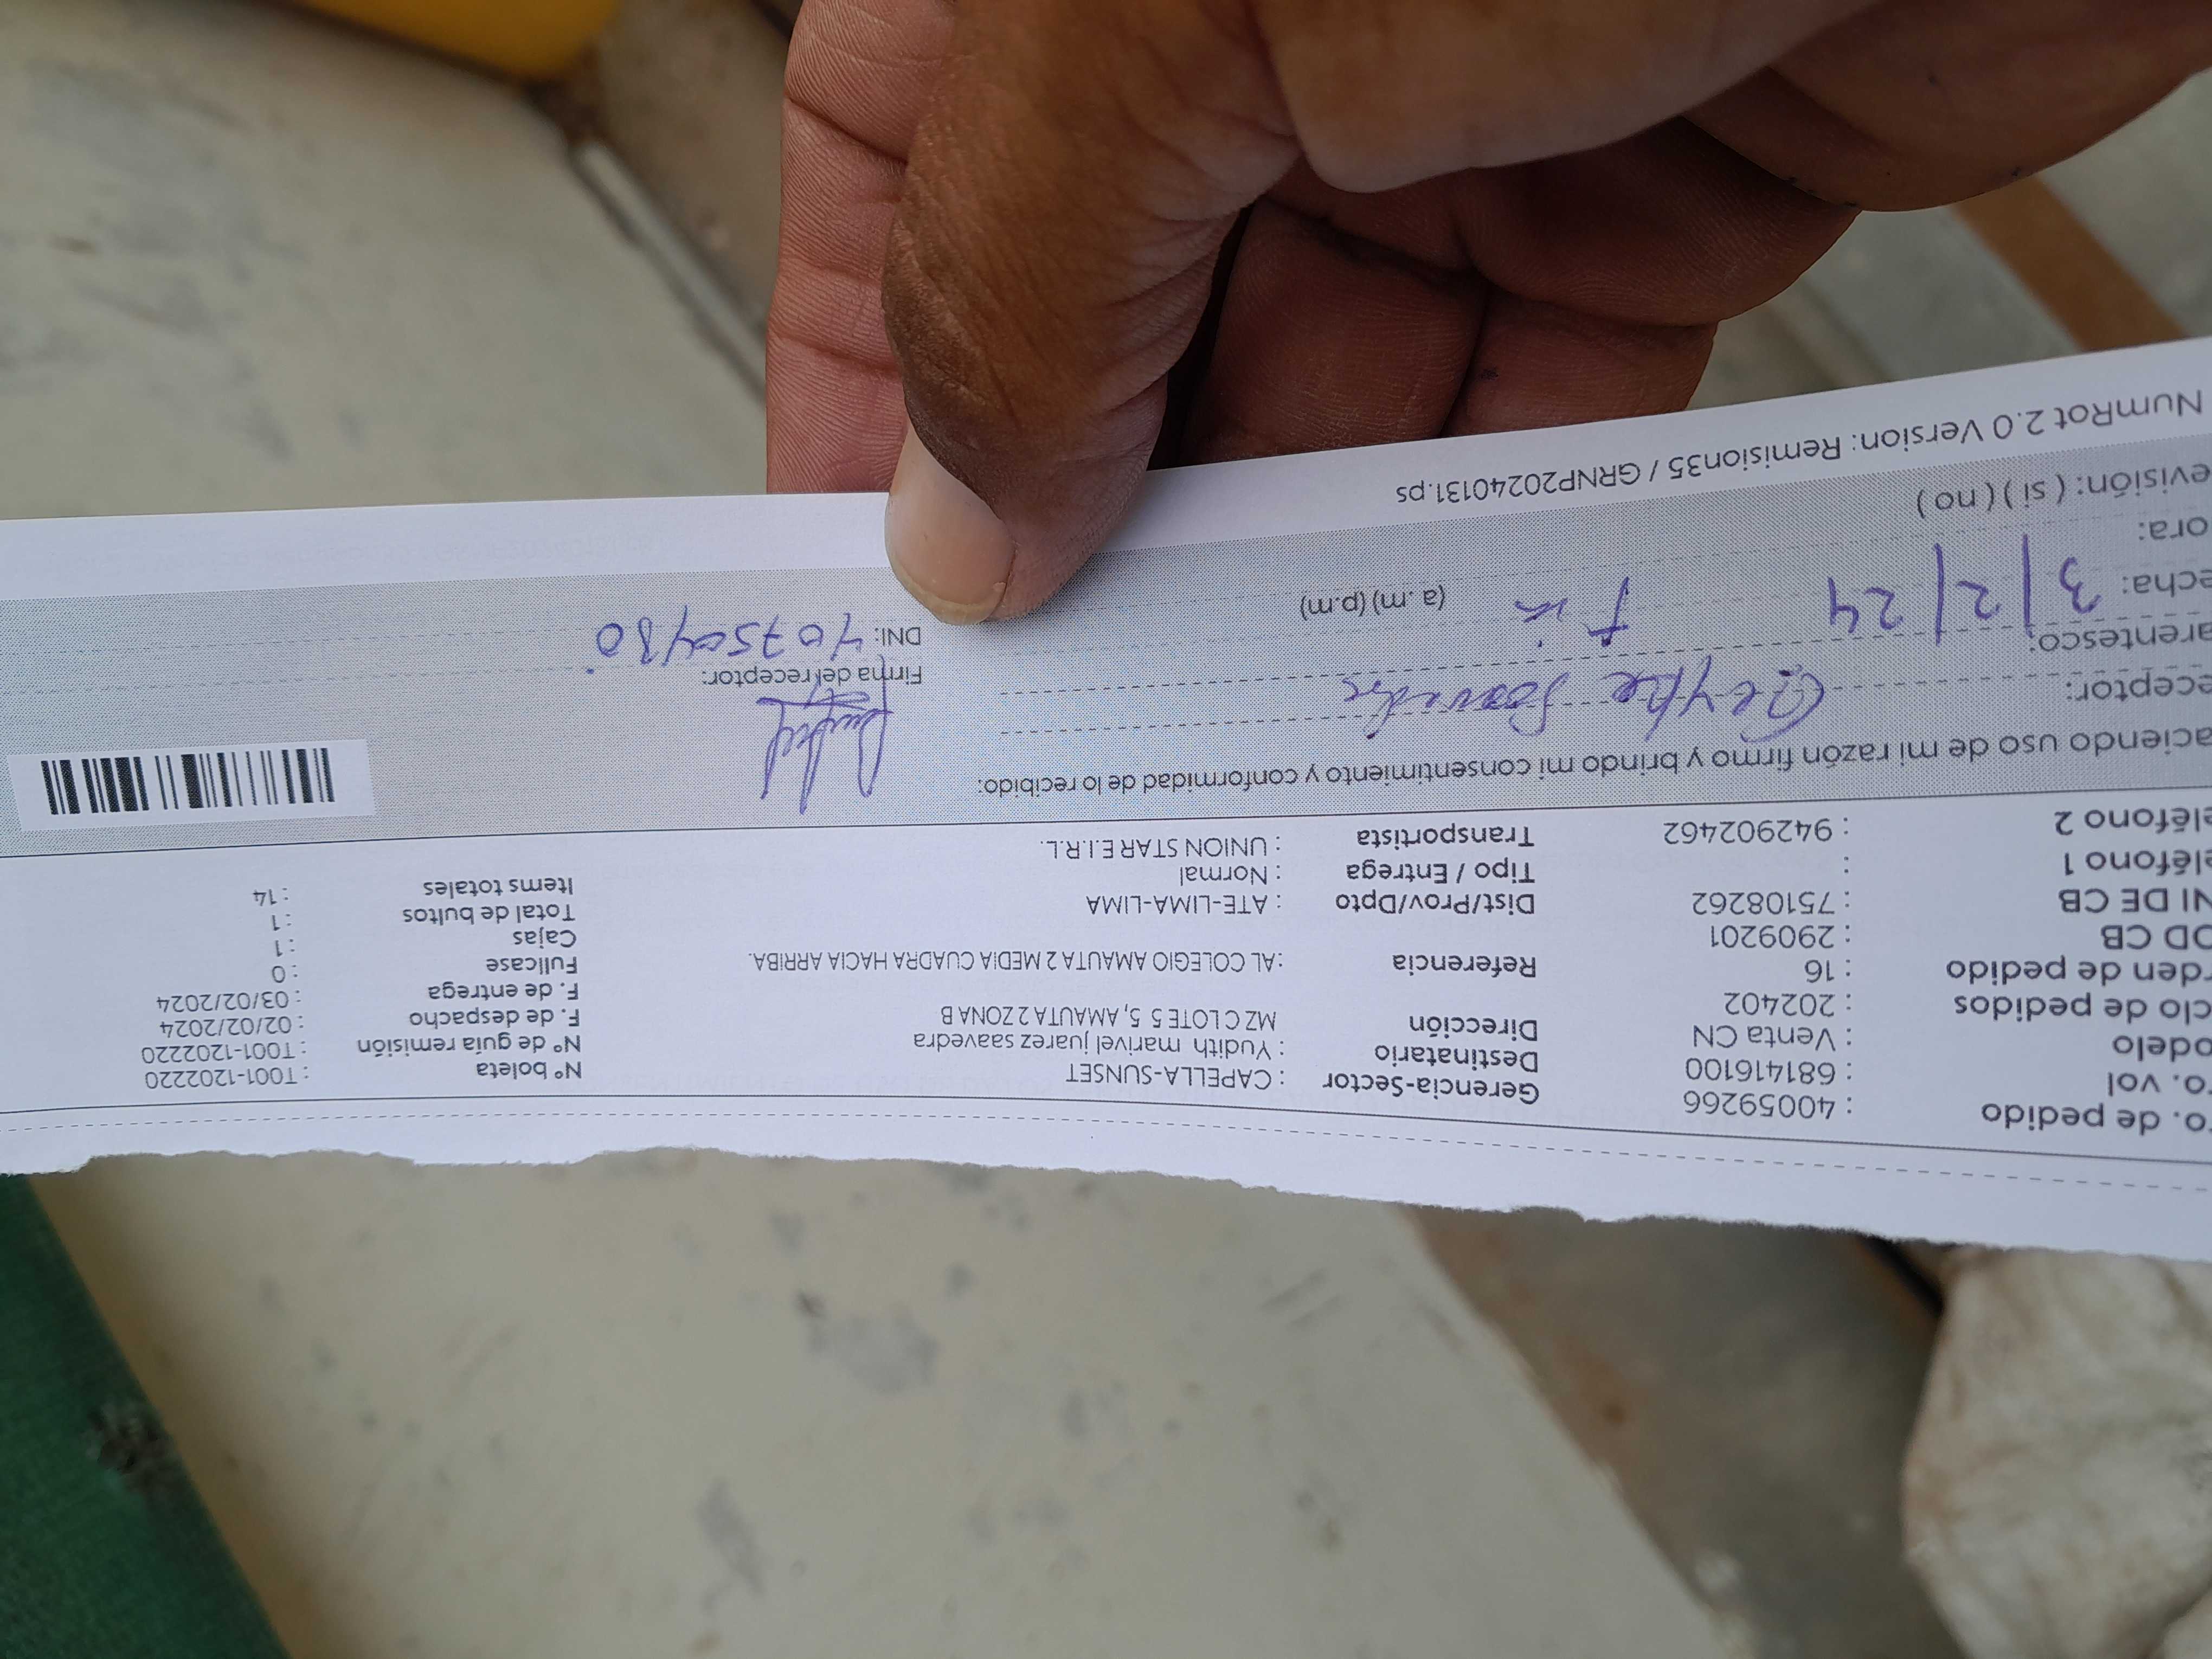 ro. de pedido : 40059266
ro. vol : 681416100
odelo : Venta CN
clo de pedidos : 202402
rden de pedido : 16
OD CB : 2909201
NI DE CB : 75108262
eléfono 1 :
eléfono 2 : 942902462
Gerencia-Sector : CAPELLA-SUNSET
Destinatario : Yudith marivel juarez saavedra
Dirección MZ C LOTE 5 5, AMAUTA 2 ZONA B
Referencia : AL COLEGIO AMAUTA 2 MEDIA CUADRA HACIA ARRIBA.
Dist/Prov/Dpto : ATE-LIMA-LIMA
Tipo / Entrega : Normal
Transportista : UNION STAR E.I.R.L.
N° boleta : T001-1202220
N° de guía remisión : T001-1202220
F. de despacho : 02/02/2024
F. de entrega : 03/02/2024
Fullcase : 0
Cajas : 1
Total de bultos : 1
Items totales : 14
aciendo uso de mi razón firmo y brindo mi consentimiento y conformidad de lo recibido:
eceptor:
arentesco:
echa: 3/2/24
ora: (a. m) (p.m)
evisión: ( si ) ( no )
Firma del receptor:
DNI:
NumRot 2.0 Version: Remision35 / GRNP20240131.ps